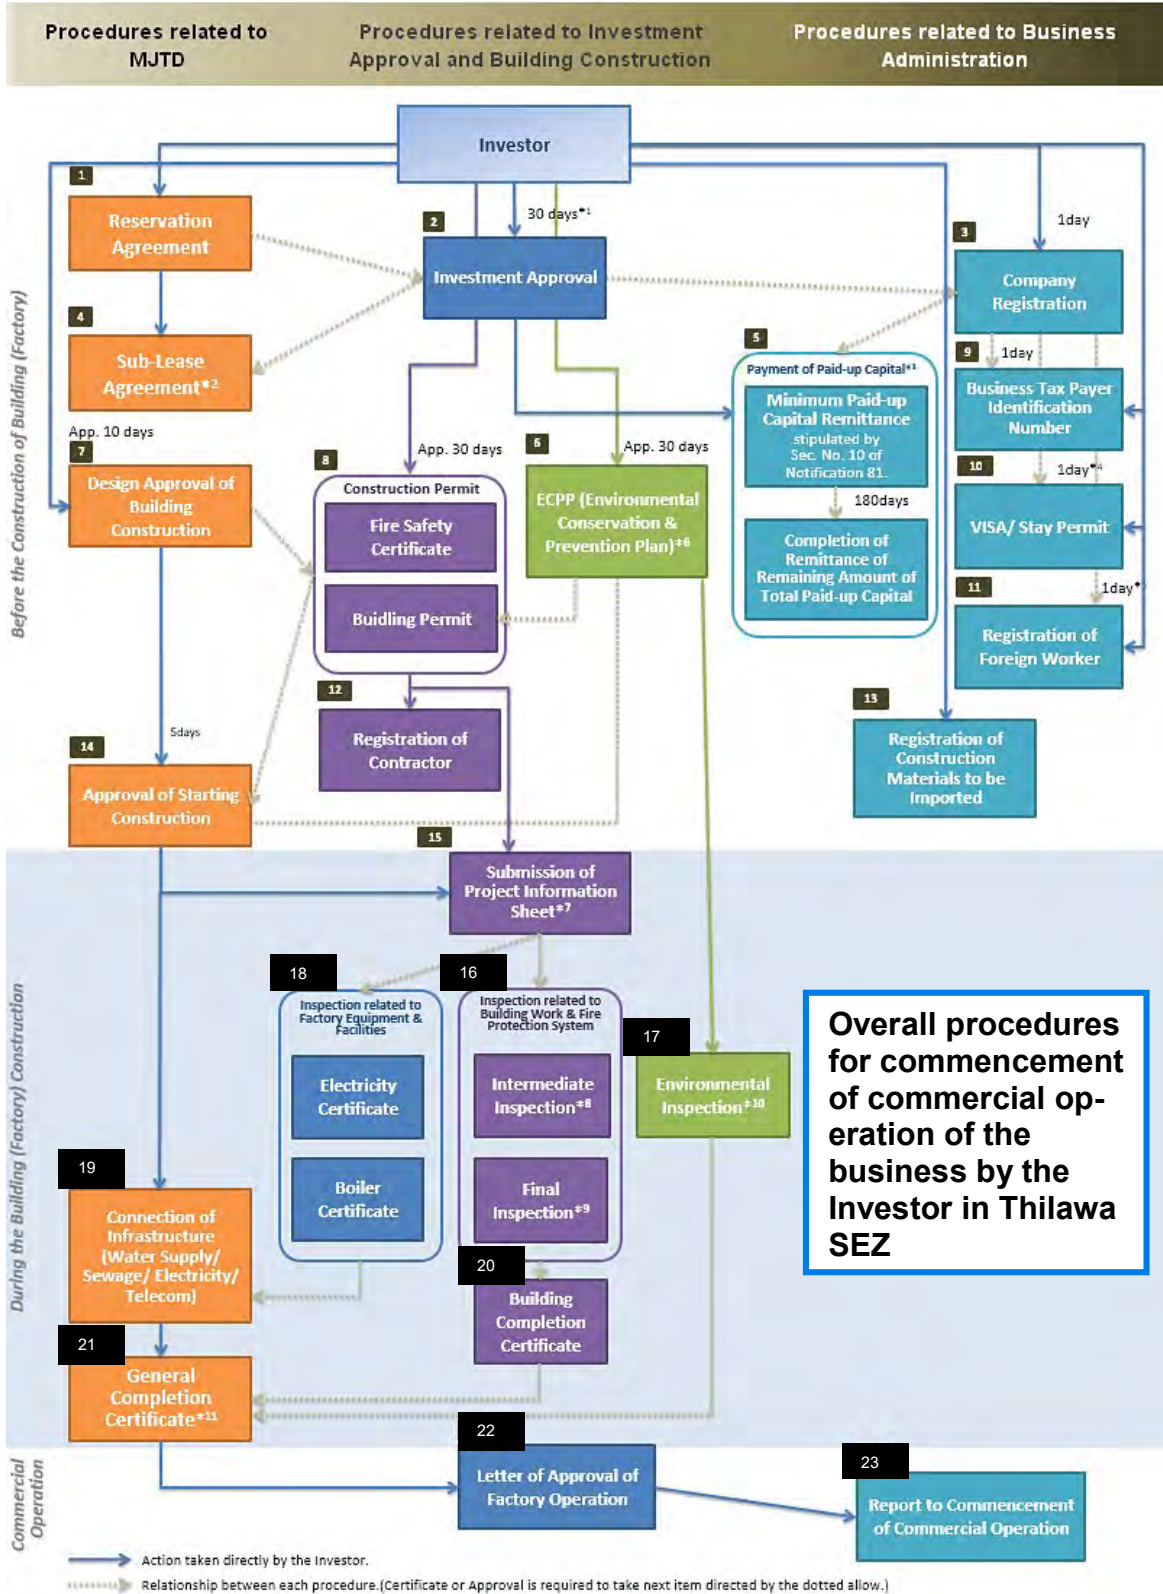 Procedures related to
MJTD
Procedures related to Investment
Approval and Building Construction
Procedures related to Business
Administration
Before the Construction of Building (Factory)
Investor
1
Reservation
Agreement
30 days*1
2
Investment Approval
1day
3
Company
Registration
4
Sub-Lease
Agreement*2
5
Payment of Paid-up Capital*3
Minimum Paid-up
Capital Remittance
stipulated by
Sec. No. 10 of
Notification 81.
180days
Completion of
Remittance of
Remaining Amount of
Total Paid-up Capital
1day
9
Business Tax Payer
Identification
Number
App. 10 days
7
Design Approval of
Building
Construction
App. 30 days
8
Construction Permit
Fire Safety
Certificate
Buidling Permit
6
App. 30 days
ECPP (Environmental
Conservation &
Prevention Plan)*6
10
1day*4
VISA/ Stay Permit
11
1day*
Registration of
Foreign Worker
12
Registration of
Contractor
13
Registration of
Construction
Materials to be
Imported
5days
14
Approval of Starting
Construction
During the Building (Factory) Construction
15
Submission of
Project Information
Sheet*7
18
Inspection related to
Factory Equipment &
Facilities
Electricity
Certificate
Boiler
Certificate
16
Inspection related to
Building Work & Fire
Protection System
Intermediate
Inspection*8
Final
Inspection*9
17
Environmental
Inspection*10
Overall procedures
for commencement
of commercial op-
eration of the
business by the
Investor in Thilawa
SEZ
19
Connection of
Infrastructure
(Water Supply/
Sewage/ Electricity/
Telecom)
20
Building
Completion
Certificate
21
General
Completion
Certificate*11
Commercial
Operation
22
Letter of Approval of
Factory Operation
23
Report to Commencement
of Commercial Operation
Action taken directly by the Investor.
Relationship between each procedure.(Certificate or Approval is required to take next item directed by the dotted allow.)